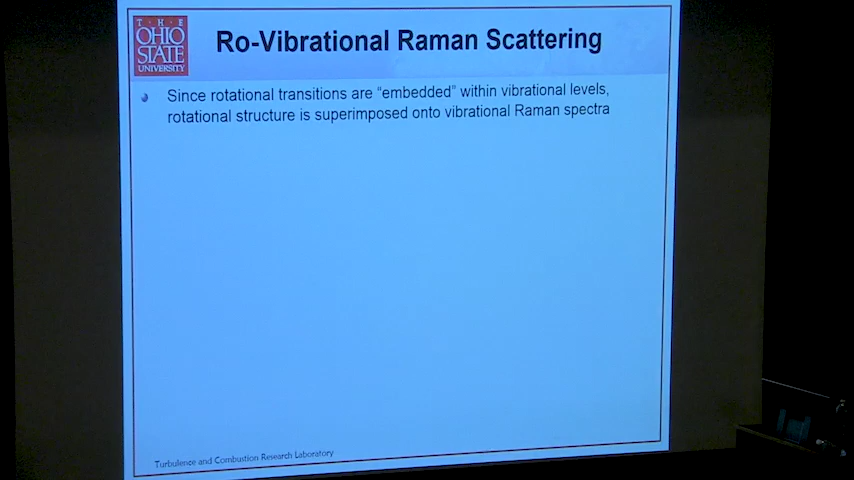 T · H · E
OHIO
STATE
UNIVERSITY
Ro-Vibrational Raman Scattering
Since rotational transitions are “embedded” within vibrational levels,
rotational structure is superimposed onto vibrational Raman spectra
Turbulence and Combustion Research Laboratory